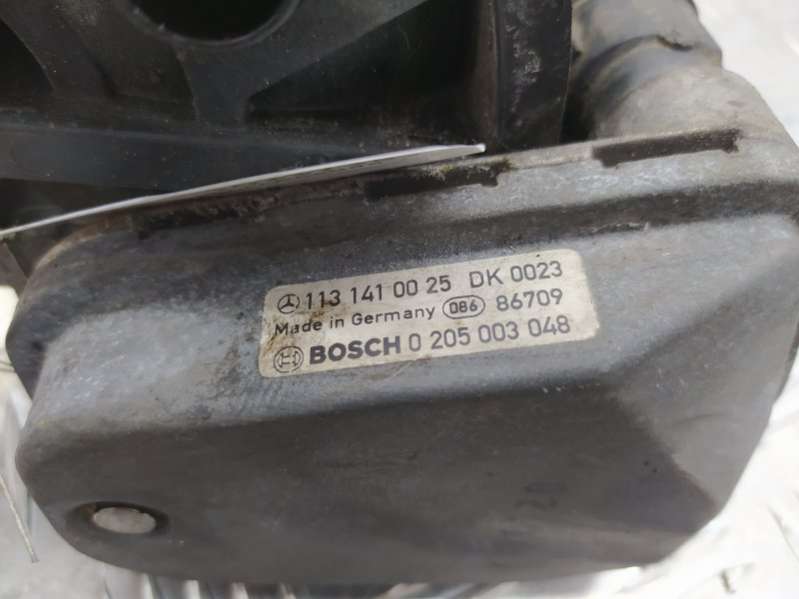 113 141 00 25 DK 0023
Made in Germany 086 86709
BOSCH 0 205 003 048